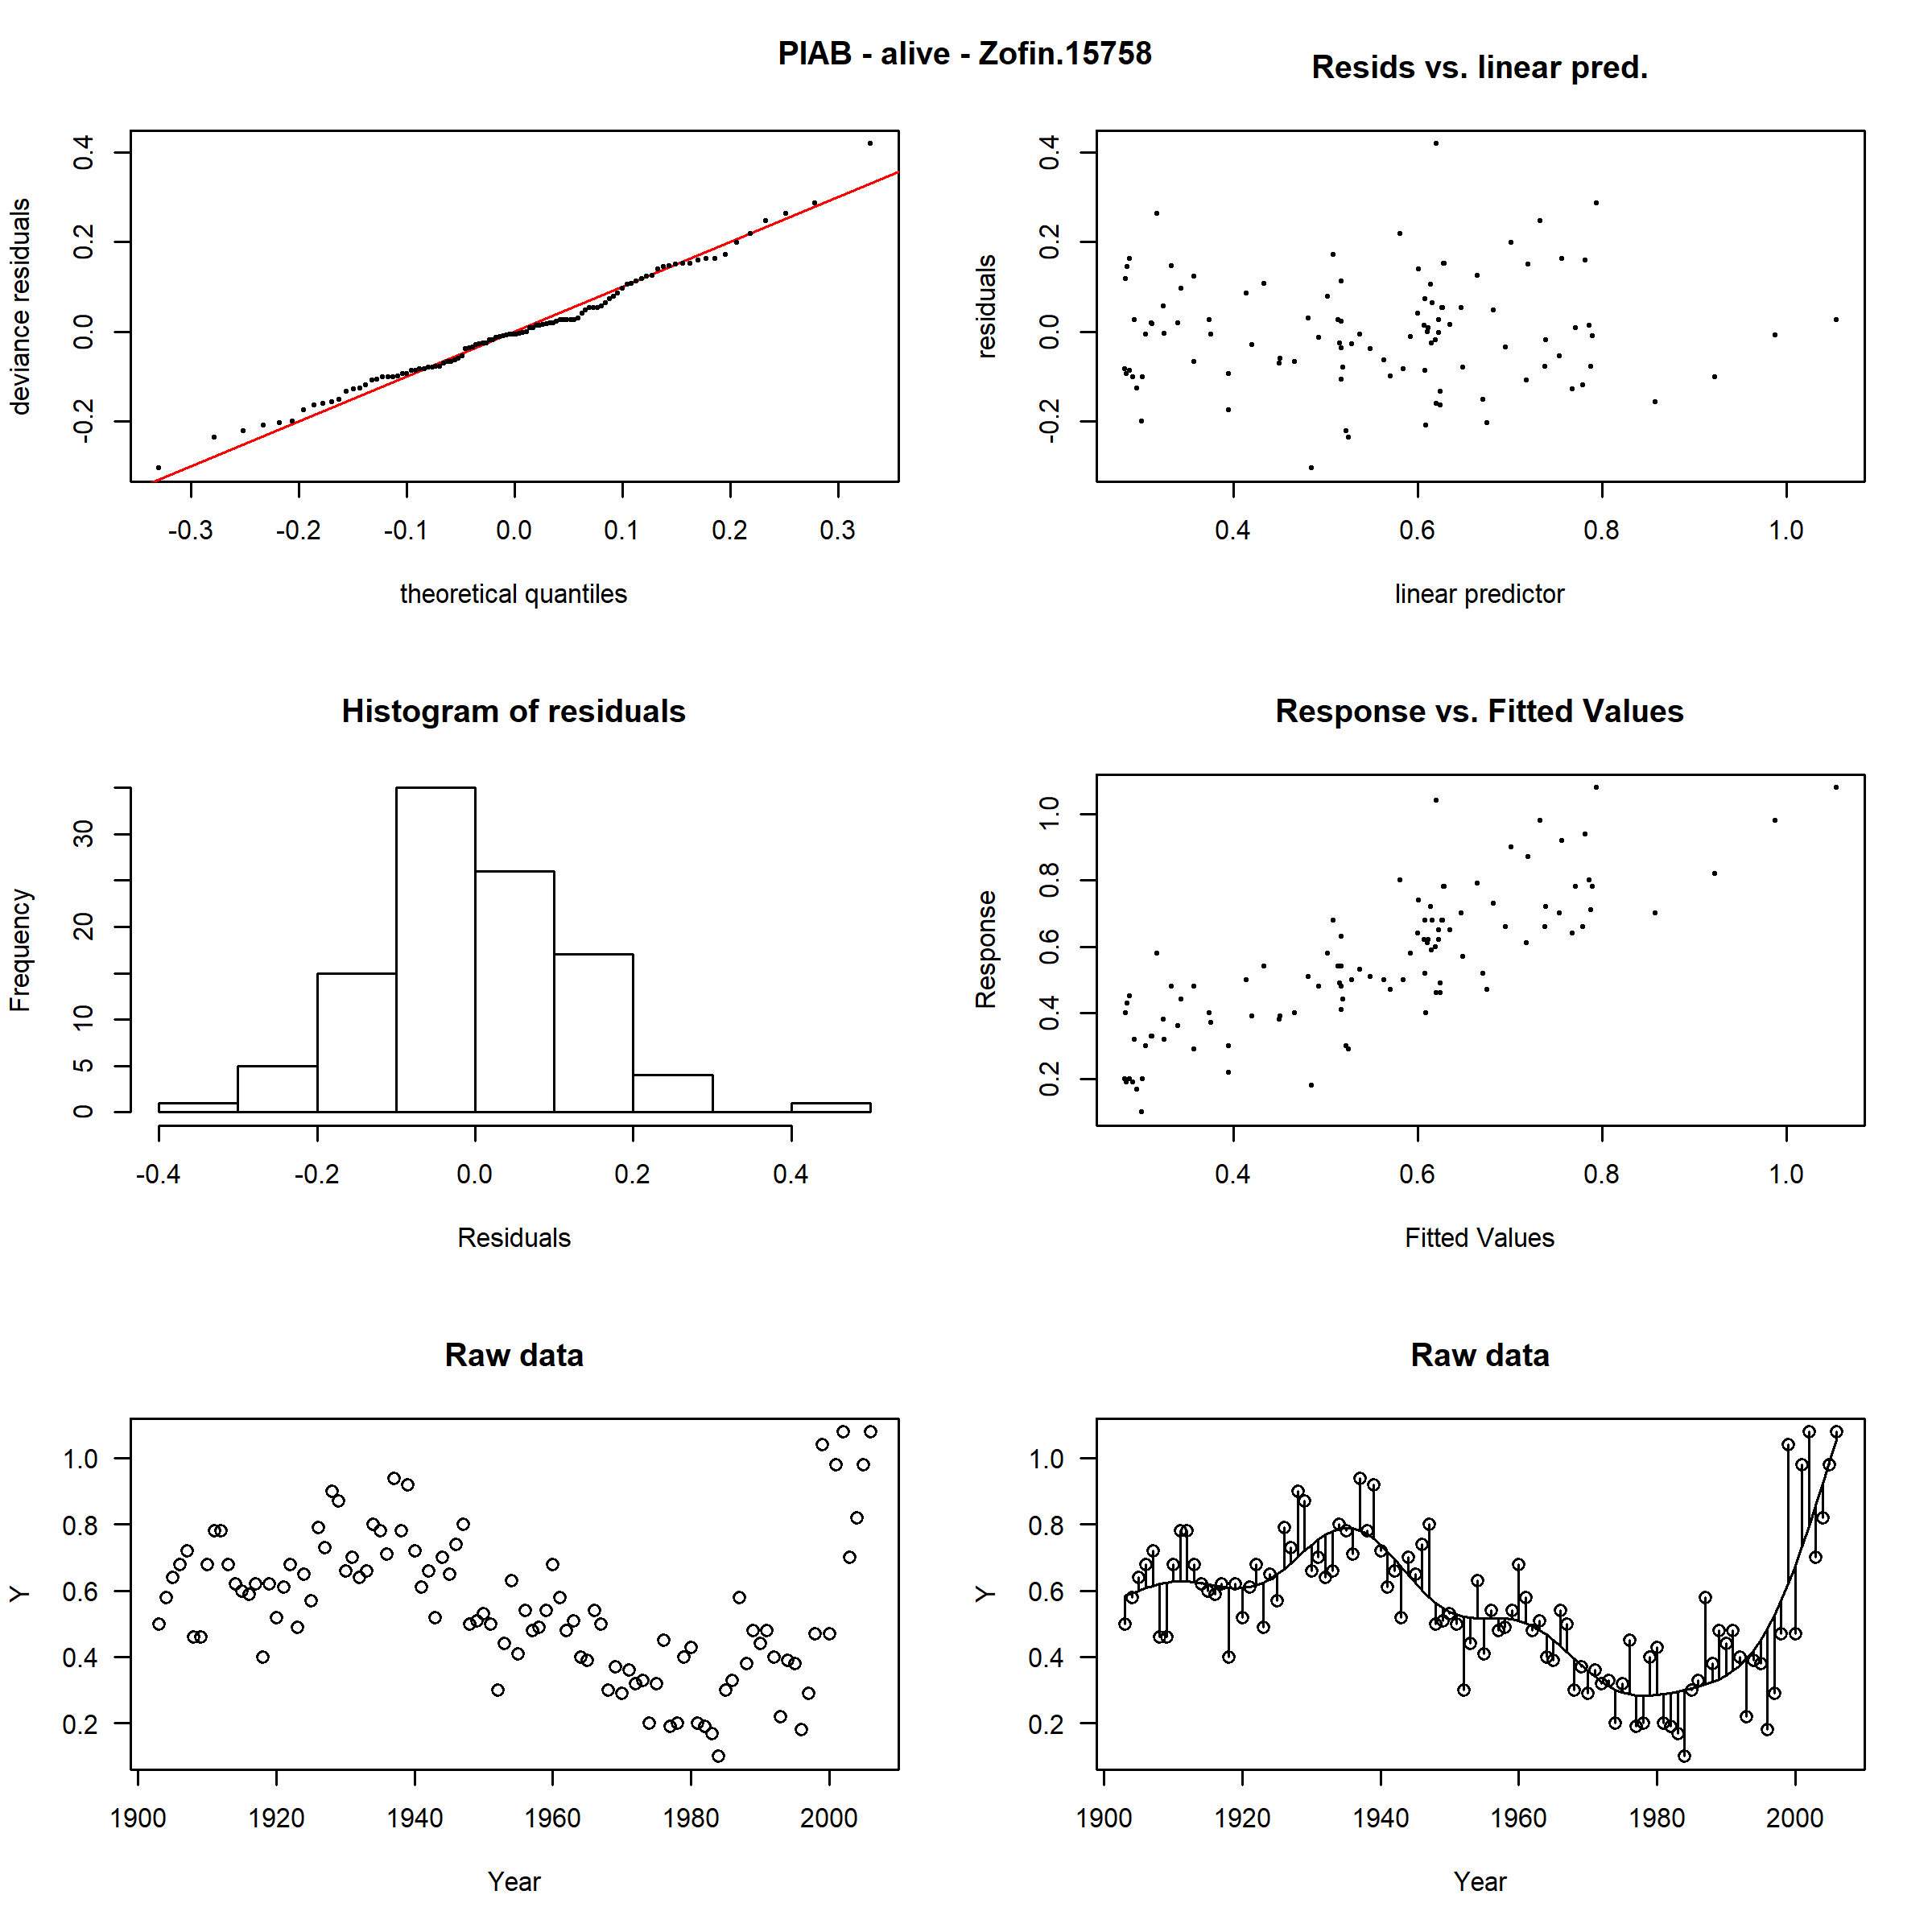 PIAB - alive - Zofin.15758
Resids vs. linear pred.
deviance residuals
-0.2 0.0 0.2 0.4
-0.3 -0.2 -0.1 0.0 0.1 0.2 0.3
theoretical quantiles
residuals
-0.2 0.0 0.2 0.4
0.4 0.6 0.8 1.0
linear predictor
Histogram of residuals
Frequency
0 5 10 20 30
-0.4 -0.2 0.0 0.2 0.4
Residuals
Response vs. Fitted Values
Response
0.2 0.4 0.6 0.8 1.0
0.4 0.6 0.8 1.0
Fitted Values
Raw data
Y
1.0
0.8
0.6
0.4
0.2
1900 1920 1940 1960 1980 2000
Year
Raw data
Y
1.0
0.8
0.6
0.4
0.2
1900 1920 1940 1960 1980 2000
Year